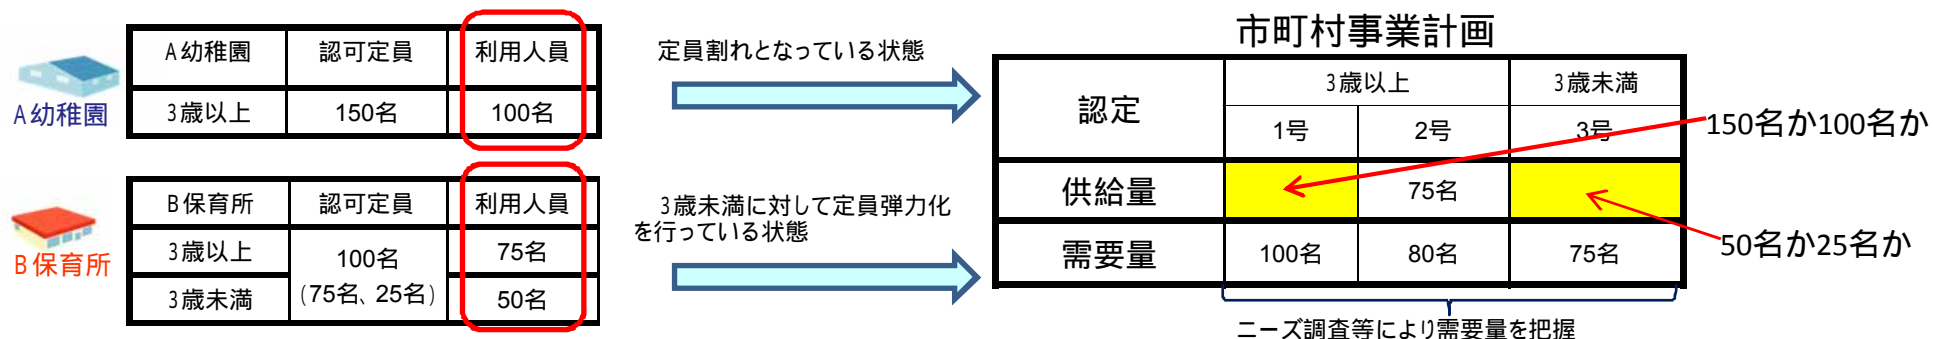 市町村事業計画
A幼稚園
A幼稚園 認可定員 利用人員
3歳以上 150名 100名
定員割れとなっている状態
B保育所
B保育所 認可定員 利用人員
3歳以上 100名 75名
3歳未満 (75名、25名) 50名
3歳未満に対して定員弾力化
を行っている状態
認定 3歳以上 3歳未満
1号 2号 3号
供給量 75名
需要量 100名 80名 75名
150名か100名か
50名か25名か
ニーズ調査等により需要量を把握